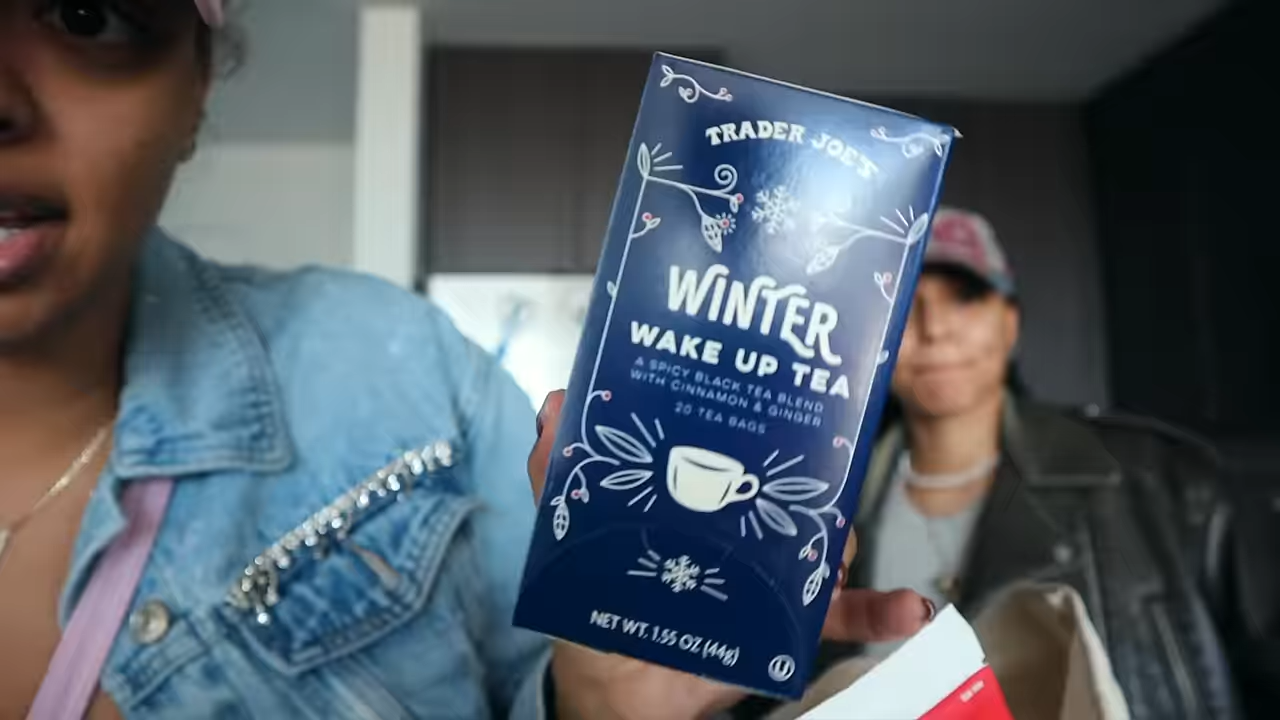 TRADER JOE'S
WINTER
WAKE UP TEA
A SPICY BLACK TEA BLEND
WITH CINNAMON & GINGER
20 TEA BAGS
NET WT. 1.55 OZ (44g)
U